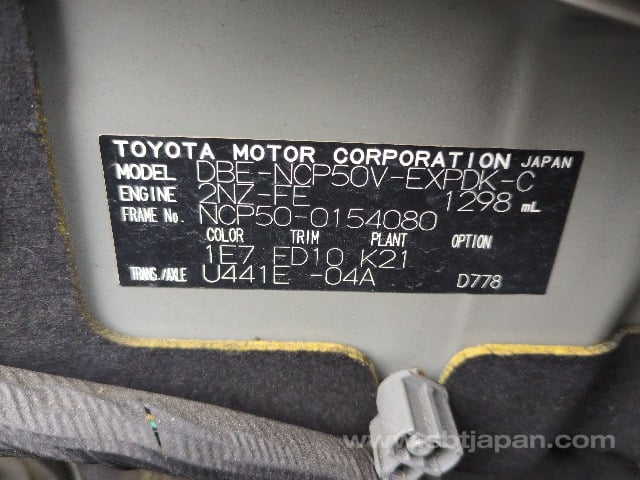 TOYOTA MOTOR CORPORATION JAPAN
MODEL DBE-NCP50V-EXPDK-C
ENGINE 2NZ-FE 1298 mL
FRAME No. NCP50-0154080
COLOR TRIM PLANT OPTION
1E7 FD10 K21
TRANS./AXLE U441E -04A D778
www.sbtjapan.com